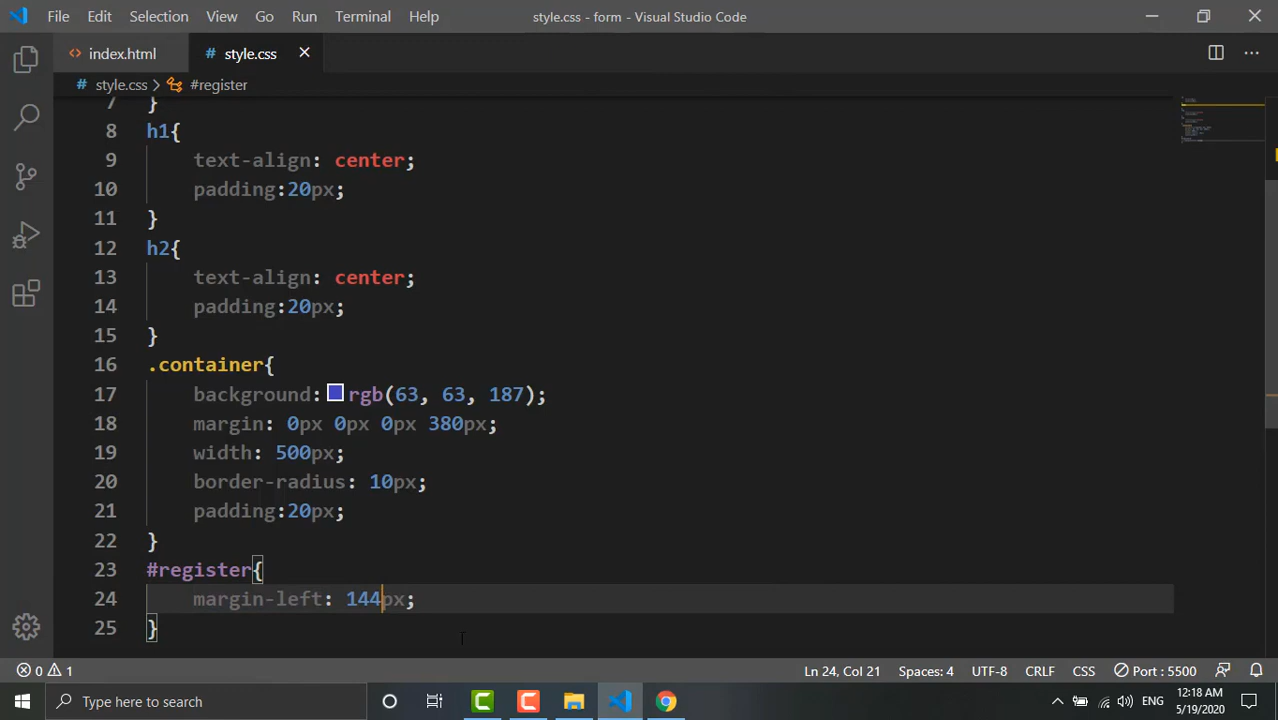 File Edit Selection View Go Run Terminal Help style.css - form - Visual Studio Code
<> index.html # style.css
# style.css > #register
7 }
8 h1{
9 text-align: center;
10 padding:20px;
11 }
12 h2{
13 text-align: center;
14 padding:20px;
15 }
16 .container{
17 background: rgb(63, 63, 187);
18 margin: 0px 0px 0px 380px;
19 width: 500px;
20 border-radius: 10px;
21 padding:20px;
22 }
23 #register{
24 margin-left: 144px;
25 }
0 1 Ln 24, Col 21 Spaces: 4 UTF-8 CRLF CSS Port : 5500
Type here to search ENG 12:18 AM
5/19/2020